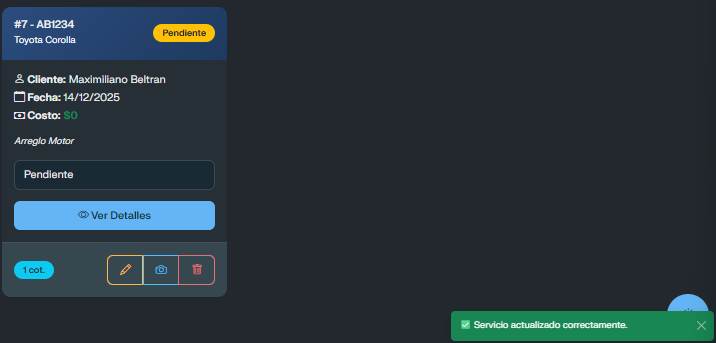 #7 - AB1234
Pendiente
Toyota Corolla
Cliente: Maximiliano Beltran
Fecha: 14/12/2025
Costo: $0
Arreglo Motor
Pendiente
Ver Detalles
1 cot.
Servicio actualizado correctamente.